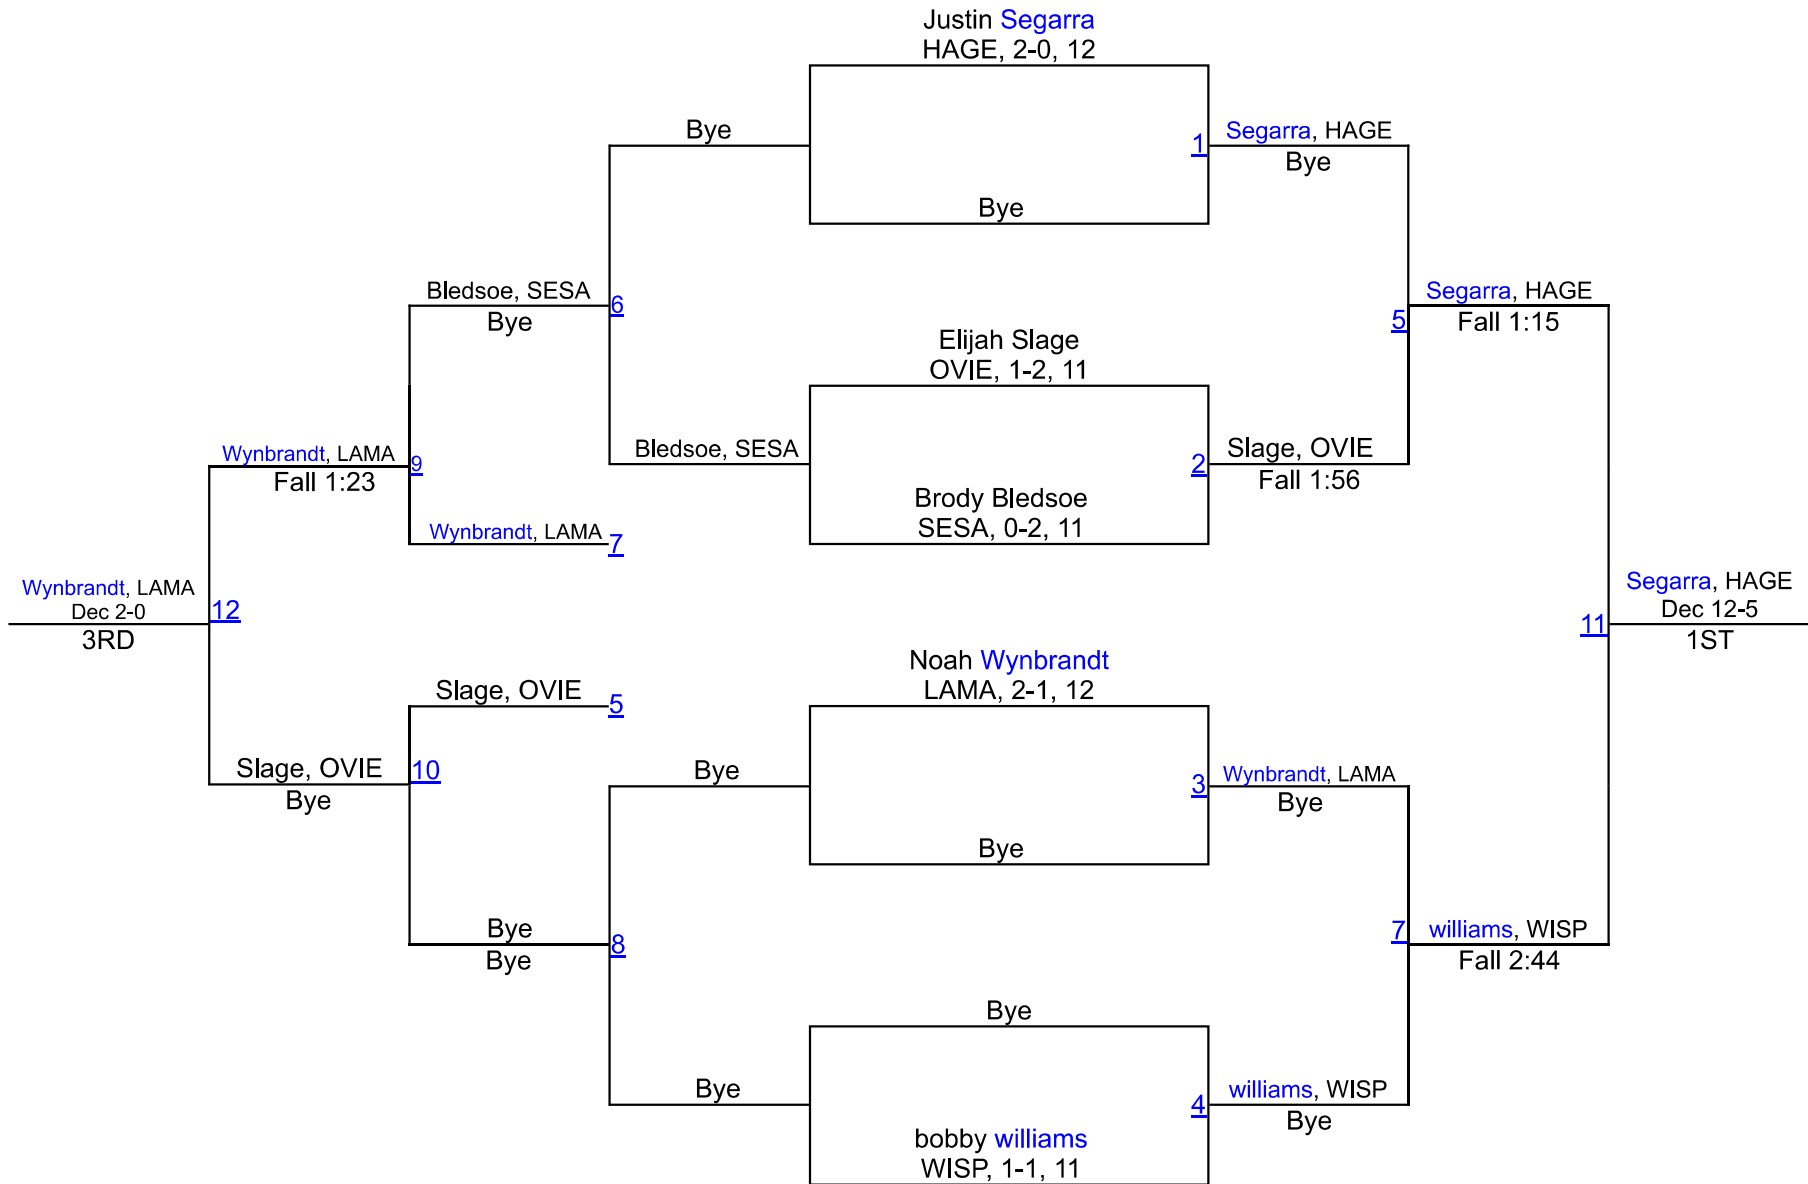 Justin Segarra
HAGE, 2-0, 12
Bye
1
Segarra, HAGE
Bye
Bye
Bledsoe, SESA
Bye
6
Segarra, HAGE
Fall 1:15
5
Elijah Slage
OVIE, 1-2, 11
Wynbrandt, LAMA
Fall 1:23
9
Bledsoe, SESA
2
Slage, OVIE
Fall 1:56
Brody Bledsoe
SESA, 0-2, 11
Wynbrandt, LAMA
7
Wynbrandt, LAMA
Dec 2-0
3RD
12
Segarra, HAGE
Dec 12-5
1ST
11
Noah Wynbrandt
LAMA, 2-1, 12
Slage, OVIE
5
Slage, OVIE
Bye
10
Bye
3
Wynbrandt, LAMA
Bye
Bye
Bye
Bye
8
7
williams, WISP
Fall 2:44
Bye
Bye
4
williams, WISP
Bye
bobby williams
WISP, 1-1, 11